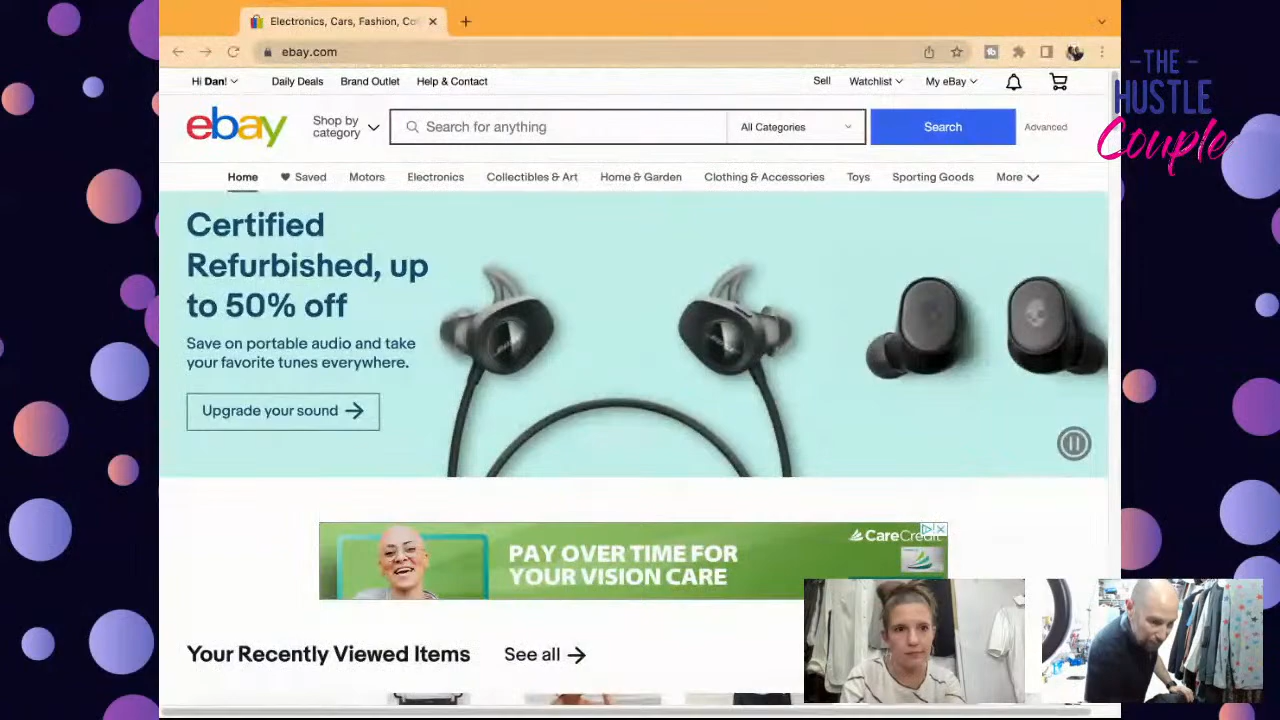 Electronics, Cars, Fashion, Co
ebay.com
-THE-
HUSTLE
Couple
Hi Dan!
Daily Deals
Brand Outlet
Help & Contact
Sell
Watchlist
My eBay
ebay
Shop by
category
Search for anything
All Categories
Search
Advanced
Home
Saved
Motors
Electronics
Collectibles & Art
Home & Garden
Clothing & Accessories
Toys
Sporting Goods
More
Certified
Refurbished, up
to 50% off
Save on portable audio and take
your favorite tunes everywhere.
Upgrade your sound
PAY OVER TIME FOR
YOUR VISION CARE
CareCredit
Your Recently Viewed Items
See all